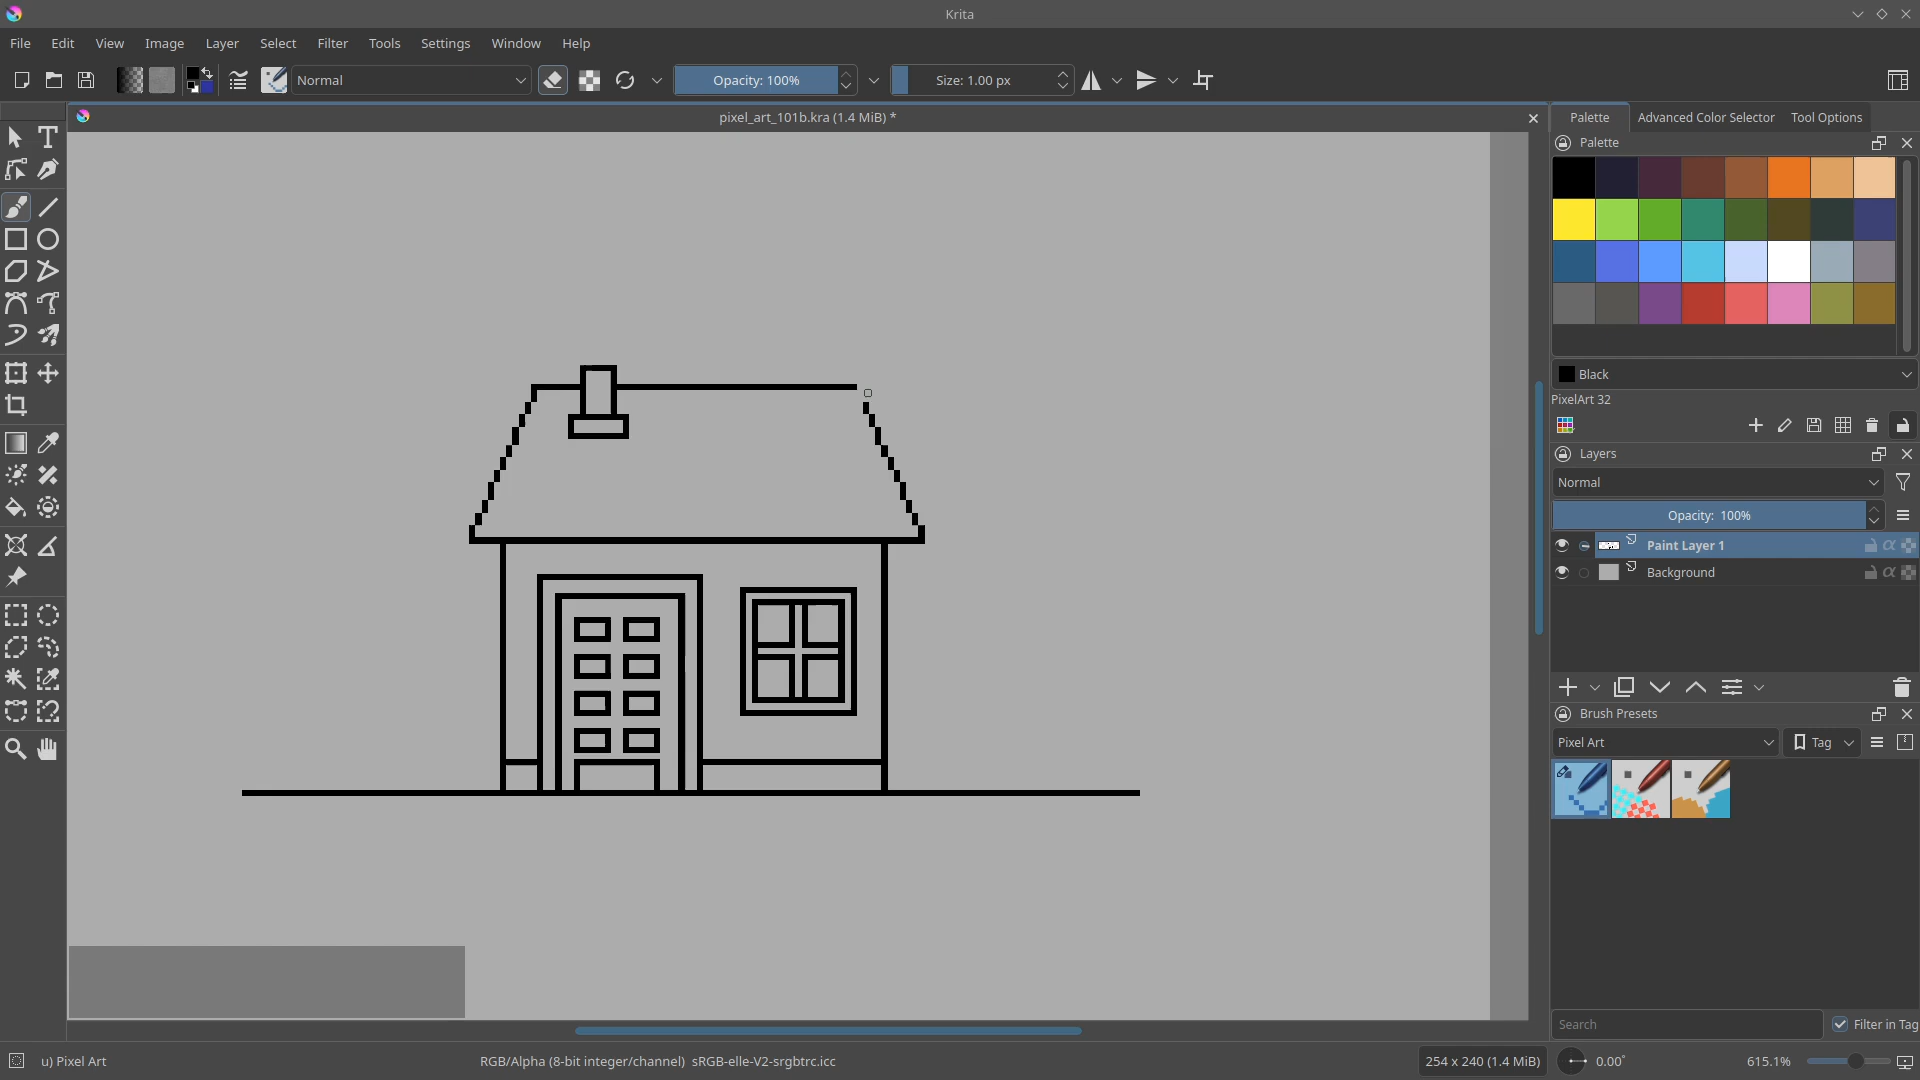 Krita
File Edit View Image Layer Select Filter Tools Settings Window Help
Normal Opacity: 100% Size: 1.00 px
pixel_art_101b.kra (1.4 MiB) *
Palette Advanced Color Selector Tool Options
Palette
Black
PixelArt 32
Layers
Normal
Opacity: 100%
Paint Layer 1
Background
Brush Presets
Pixel Art Tag
Search Filter in Tag
u) Pixel Art RGB/Alpha (8-bit integer/channel) sRGB-elle-V2-srgbtrc.icc 254 x 240 (1.4 MiB) 0.00° 615.1%